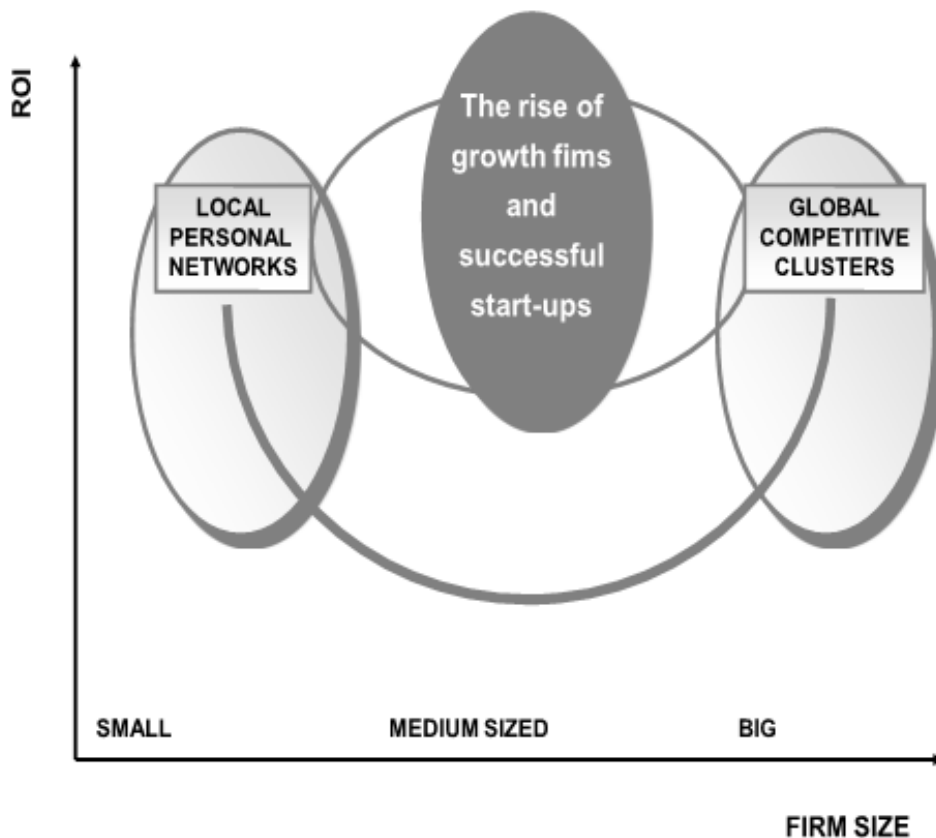 ROI
The rise of
growth fims
and
successful
start-ups
LOCAL
PERSONAL
NETWORKS
GLOBAL
COMPETITIVE
CLUSTERS
SMALL
MEDIUM SIZED
BIG
FIRM SIZE